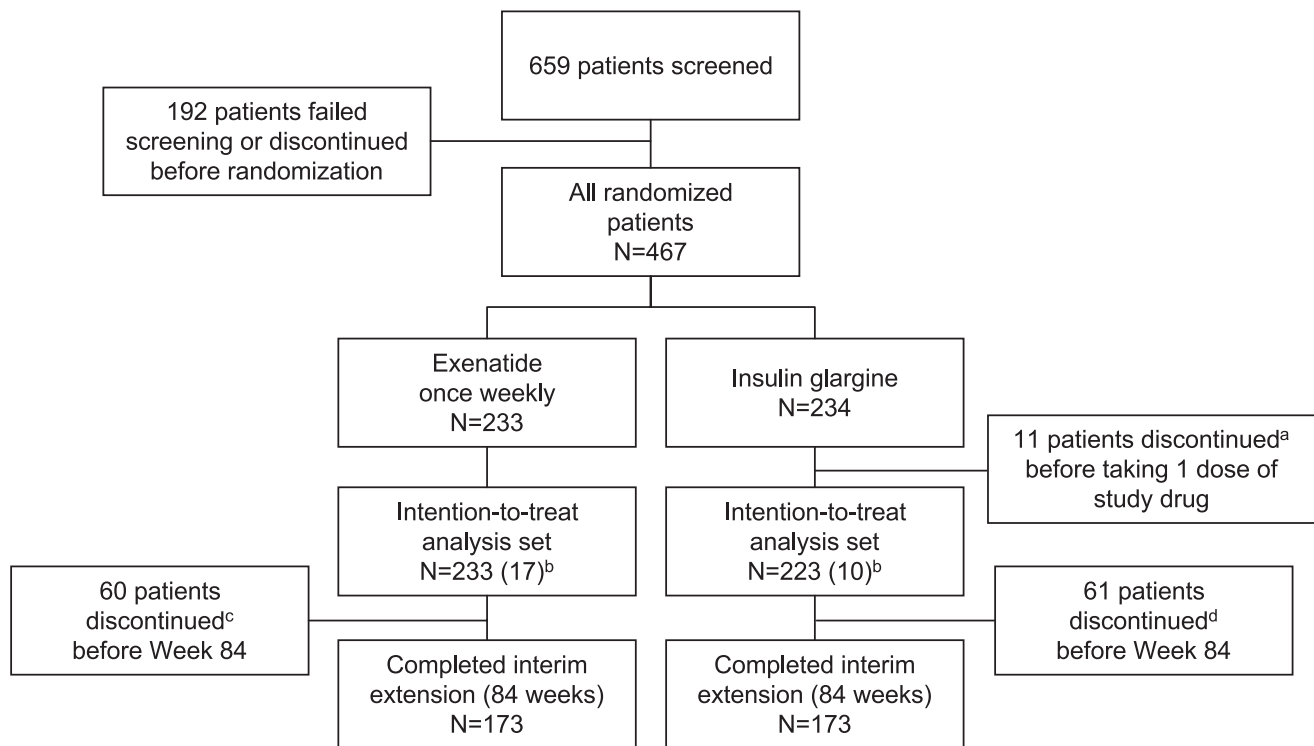 659 patients screened
192 patients failed
screening or discontinued
before randomization
All randomized
patients
N=467
Exenatide
once weekly
N=233
Insulin glargine
N=234
11 patients discontinuedᵃ
before taking 1 dose of
study drug
Intention-to-treat
analysis set
N=233 (17)ᵇ
Intention-to-treat
analysis set
N=223 (10)ᵇ
60 patients
discontinuedᶜ
before Week 84
61 patients
discontinuedᵈ
before Week 84
Completed interim
extension (84 weeks)
N=173
Completed interim
extension (84 weeks)
N=173